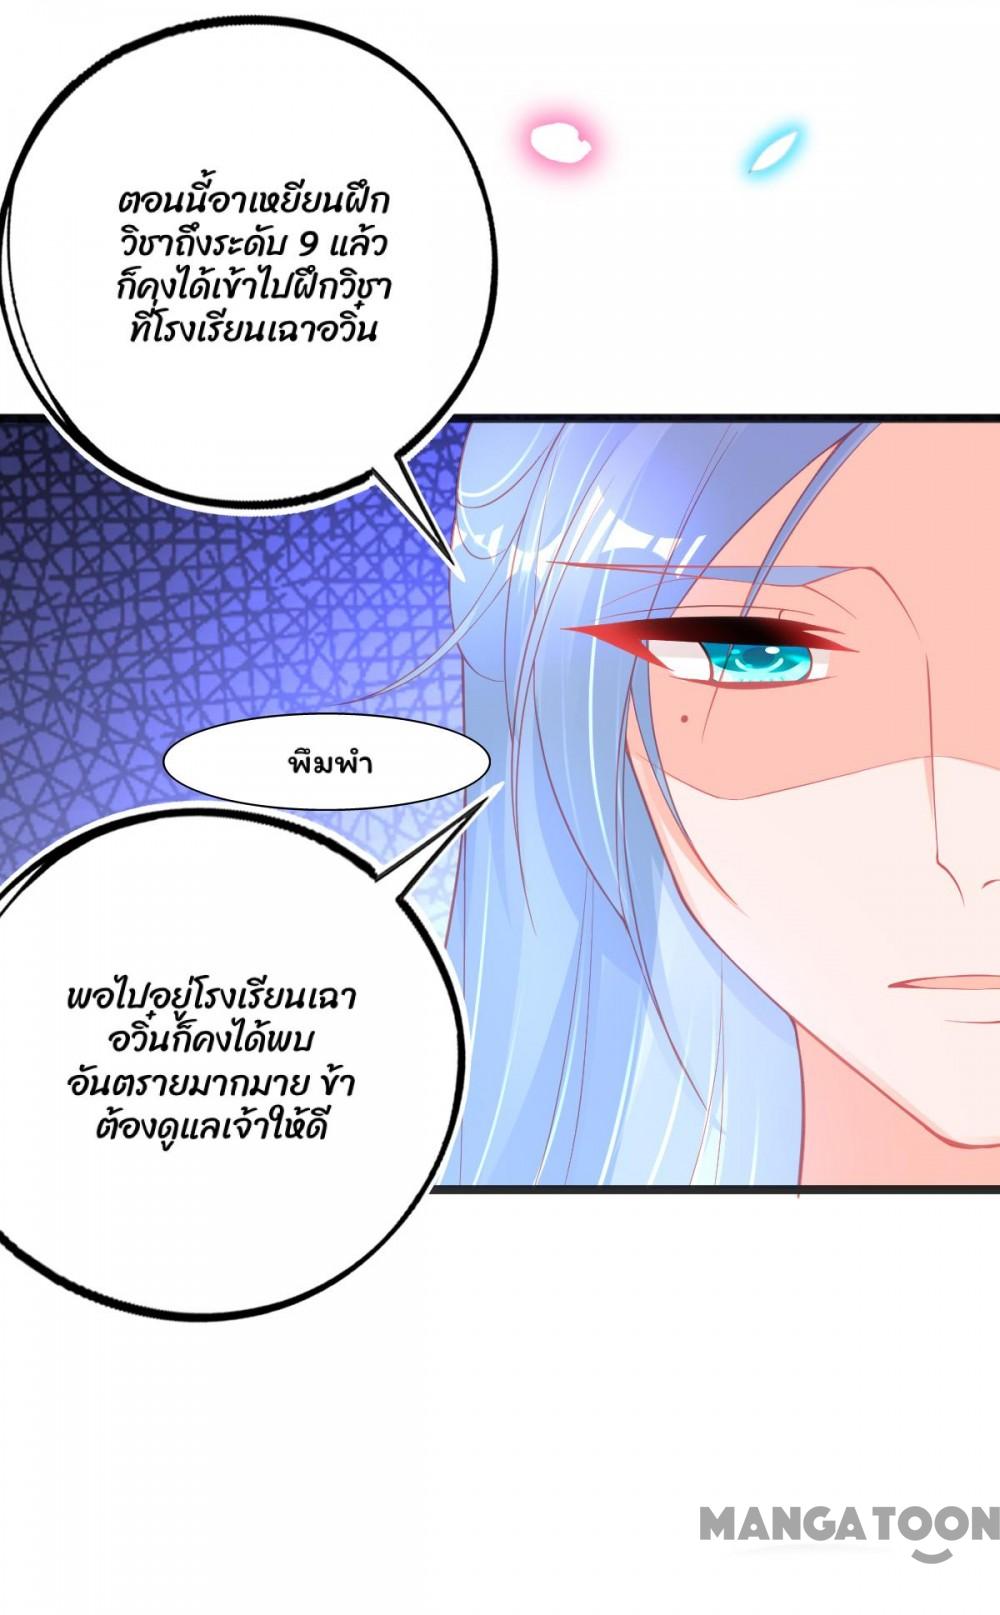 ตอนนี้อาเหยียนฝึก
วิชาถึงระดับ 9 แล้ว
ก็คงได้เข้าไปฝึกวิชา
ที่โรงเรียนเฉาอวิ๋น
พึมพำ
พอไปอยู่โรงเรียนเฉา
อวิ๋นก็คงได้พบ
อันตรายมากมาย ข้า
ต้องดูแลเจ้าให้ดี
MANGATOON